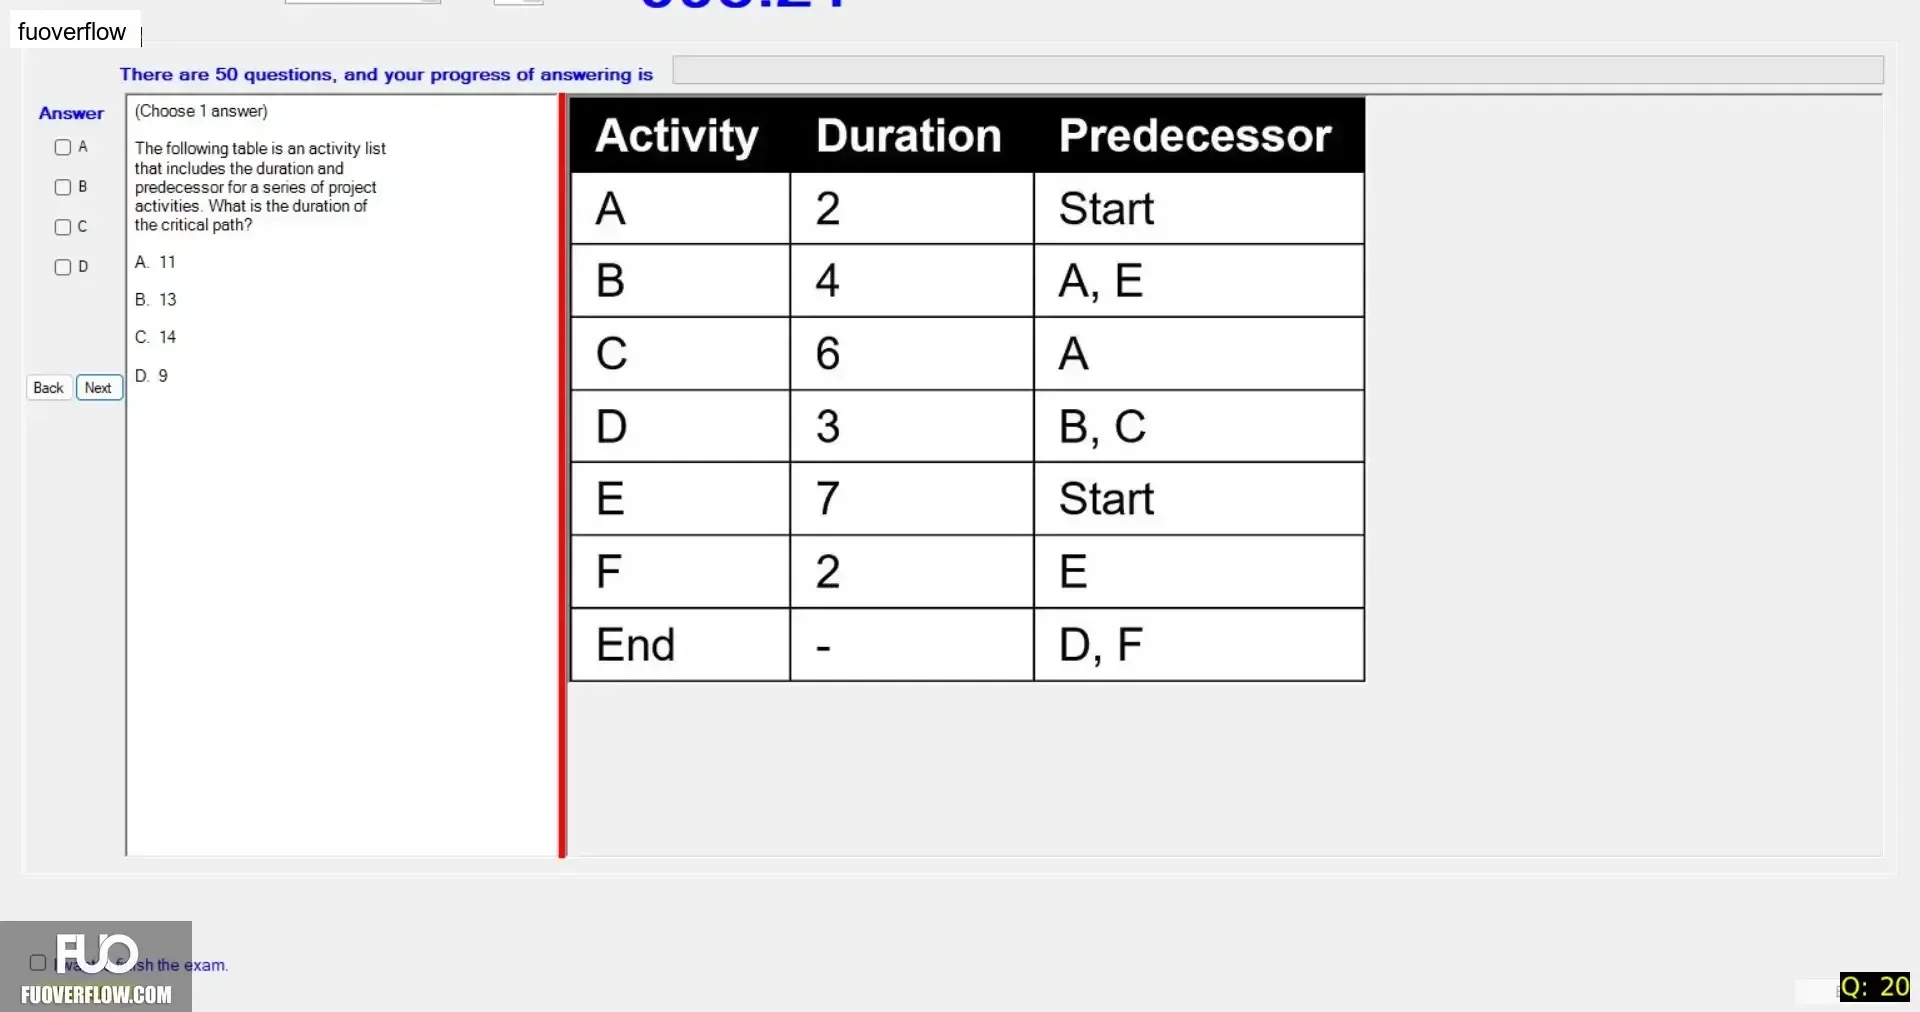 fuoverflow
There are 50 questions, and your progress of answering is
Answer
A
B
C
D
Back Next
(Choose 1 answer)
The following table is an activity list
that includes the duration and
predecessor for a series of project
activities. What is the duration of
the critical path?
A. 11
B. 13
C. 14
D. 9
Activity Duration Predecessor
A 2 Start
B 4 A, E
C 6 A
D 3 B, C
E 7 Start
F 2 E
End - D, F
FUO
the exam.
FUOVERFLOW.COM
Q: 20